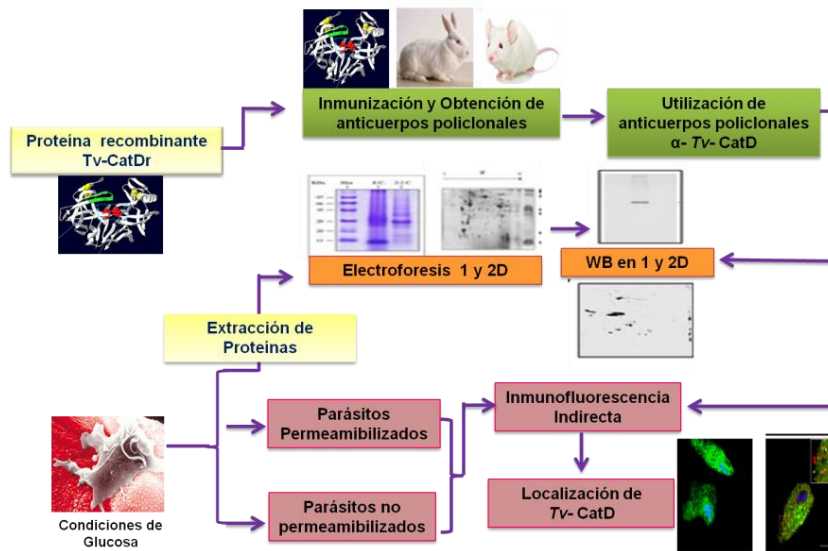 Inmunización y Obtención de
anticuerpos policlonales
Utilización de
anticuerpos policlonales
α- Tv- CatD
Proteína recombinante
Tv-CatDr
Electroforesis 1 y 2D
WB en 1 y 2D
Extracción de
Proteínas
Parásitos
Permeamibilizados
Inmunofluorescencia
Indirecta
Parásitos no
permeamibilizados
Localización de
Tv- CatD
Condiciones de
Glucosa